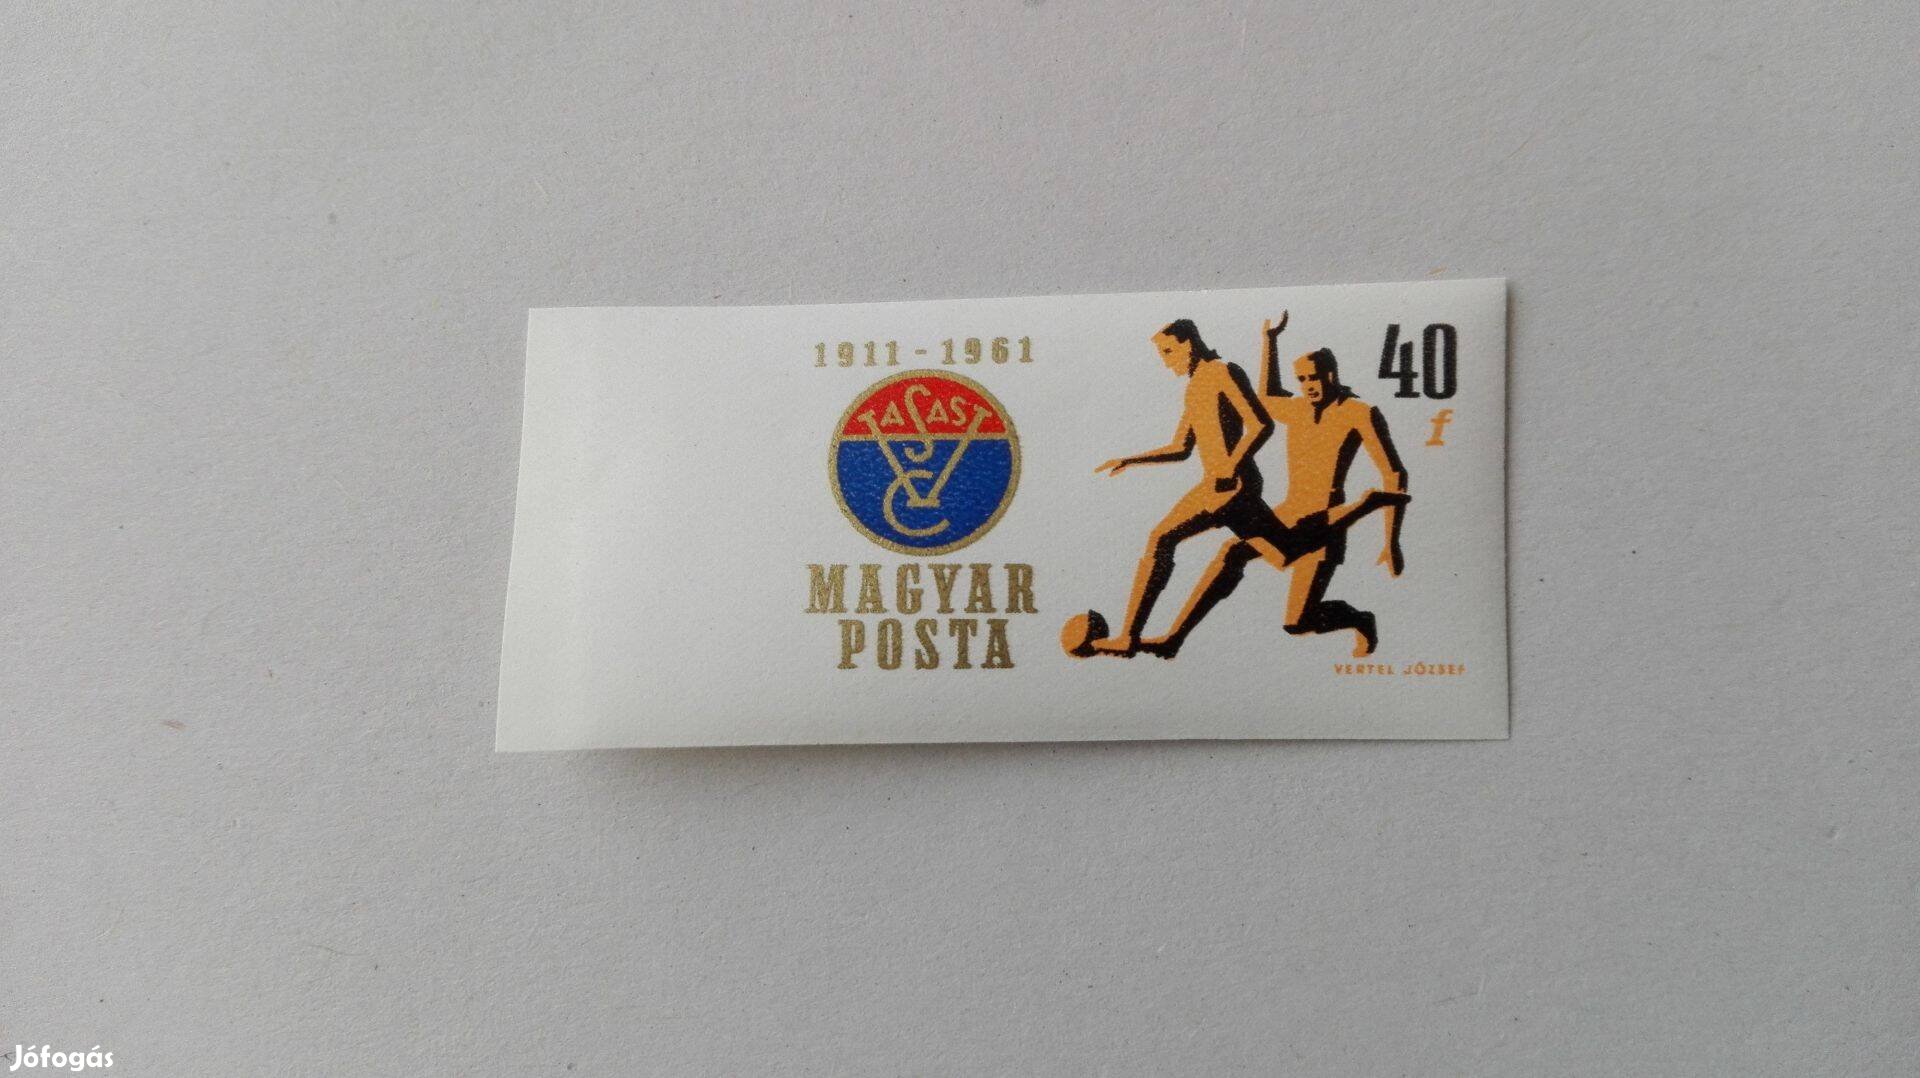 1911-1961
VASAS SC
MAGYAR
POSTA
40
f
VERTEL JÓZSEF
Jófogás